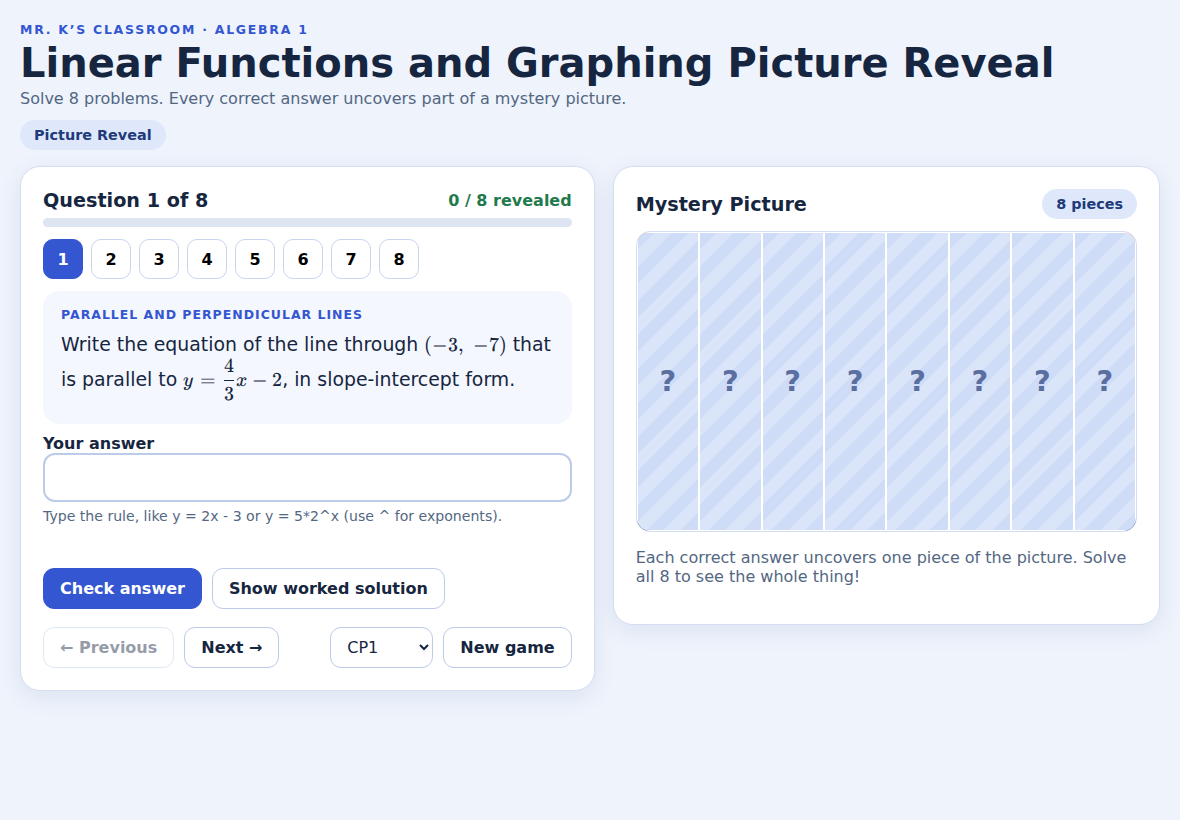 MR. K’S CLASSROOM · ALGEBRA 1
Linear Functions and Graphing Picture Reveal
Solve 8 problems. Every correct answer uncovers part of a mystery picture.
Picture Reveal
Question 1 of 8
0 / 8 revealed
1 2 3 4 5 6 7 8
PARALLEL AND PERPENDICULAR LINES
Write the equation of the line through (−3, −7) that
is parallel to y = 4/3 x − 2, in slope-intercept form.
Your answer
Type the rule, like y = 2x - 3 or y = 5*2^x (use ^ for exponents).
Check answer
Show worked solution
← Previous
Next →
CP1
New game
Mystery Picture
8 pieces
? ? ? ? ? ? ? ?
Each correct answer uncovers one piece of the picture. Solve
all 8 to see the whole thing!